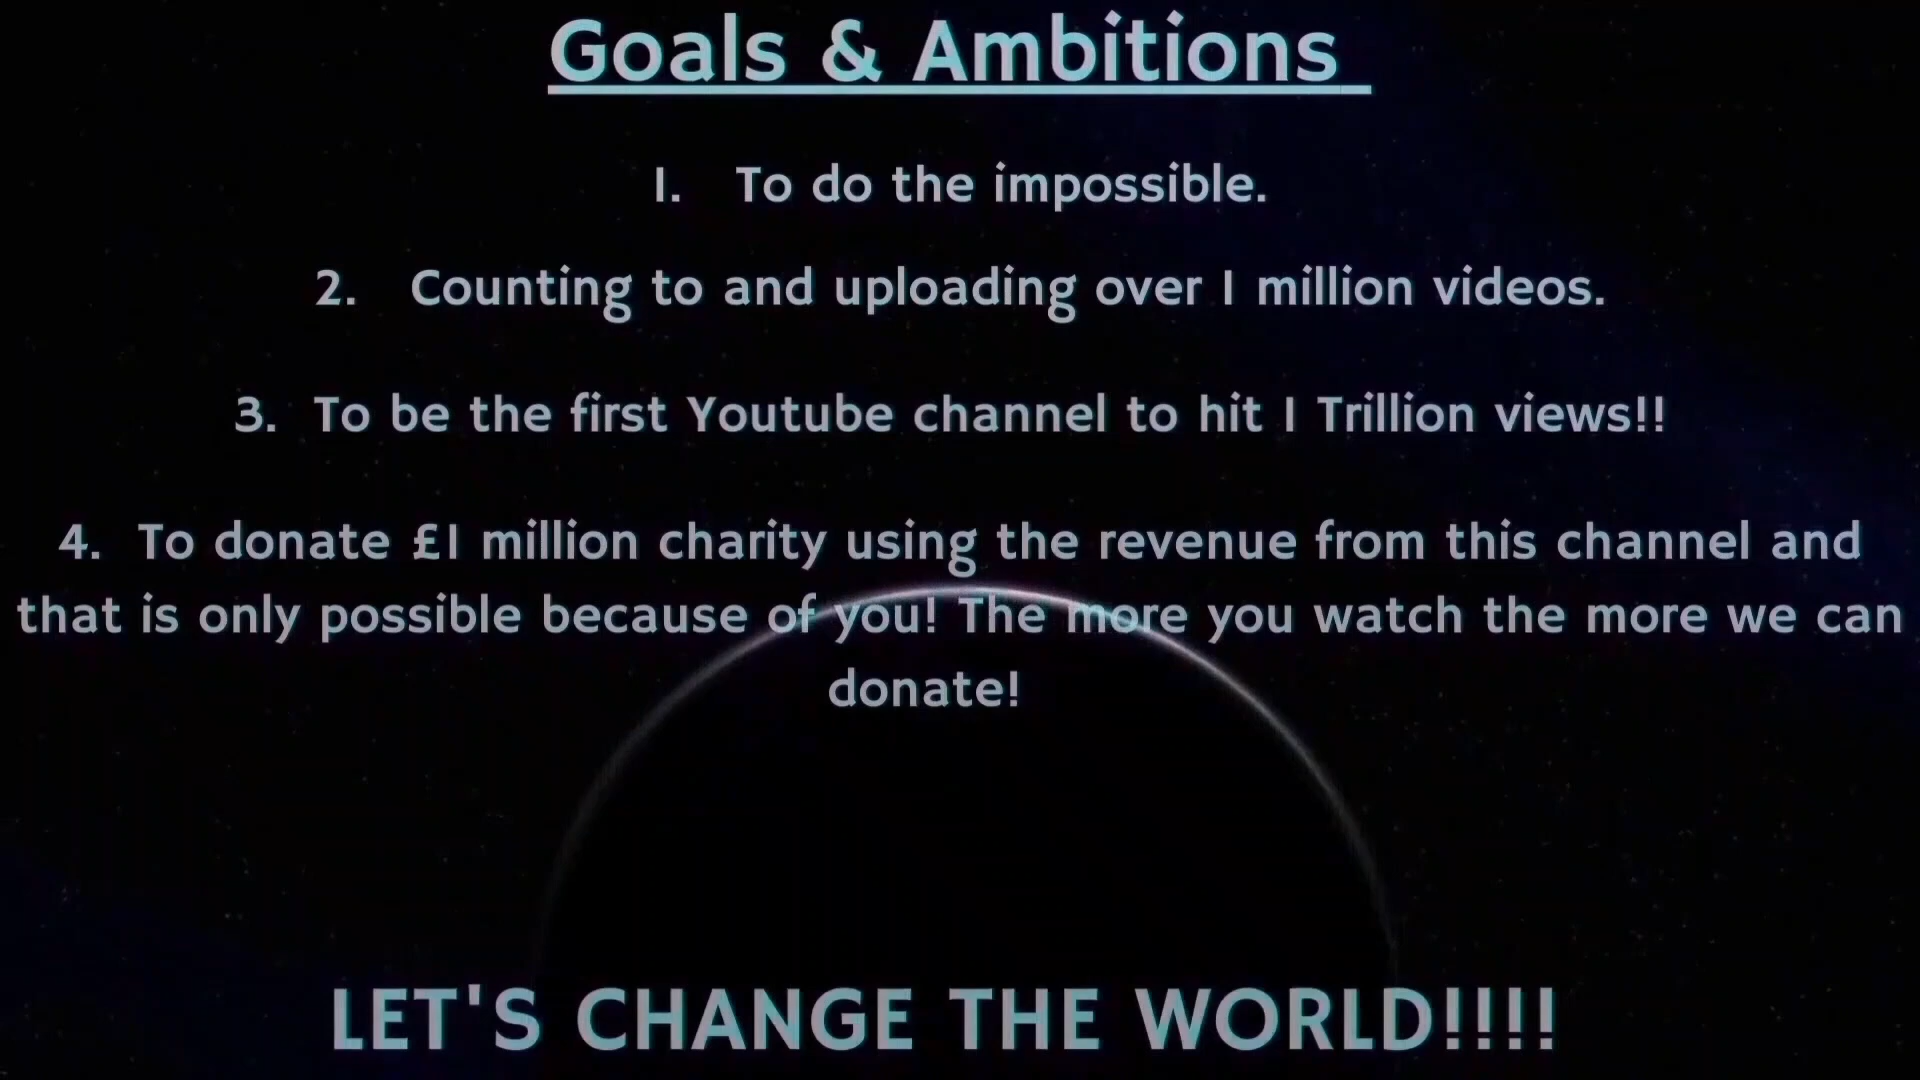 Goals & Ambitions
1. To do the impossible.
2. Counting to and uploading over 1 million videos.
3. To be the first Youtube channel to hit 1 Trillion views!!
4. To donate £1 million charity using the revenue from this channel and
that is only possible because of you! The more you watch the more we can
donate!
LET'S CHANGE THE WORLD!!!!